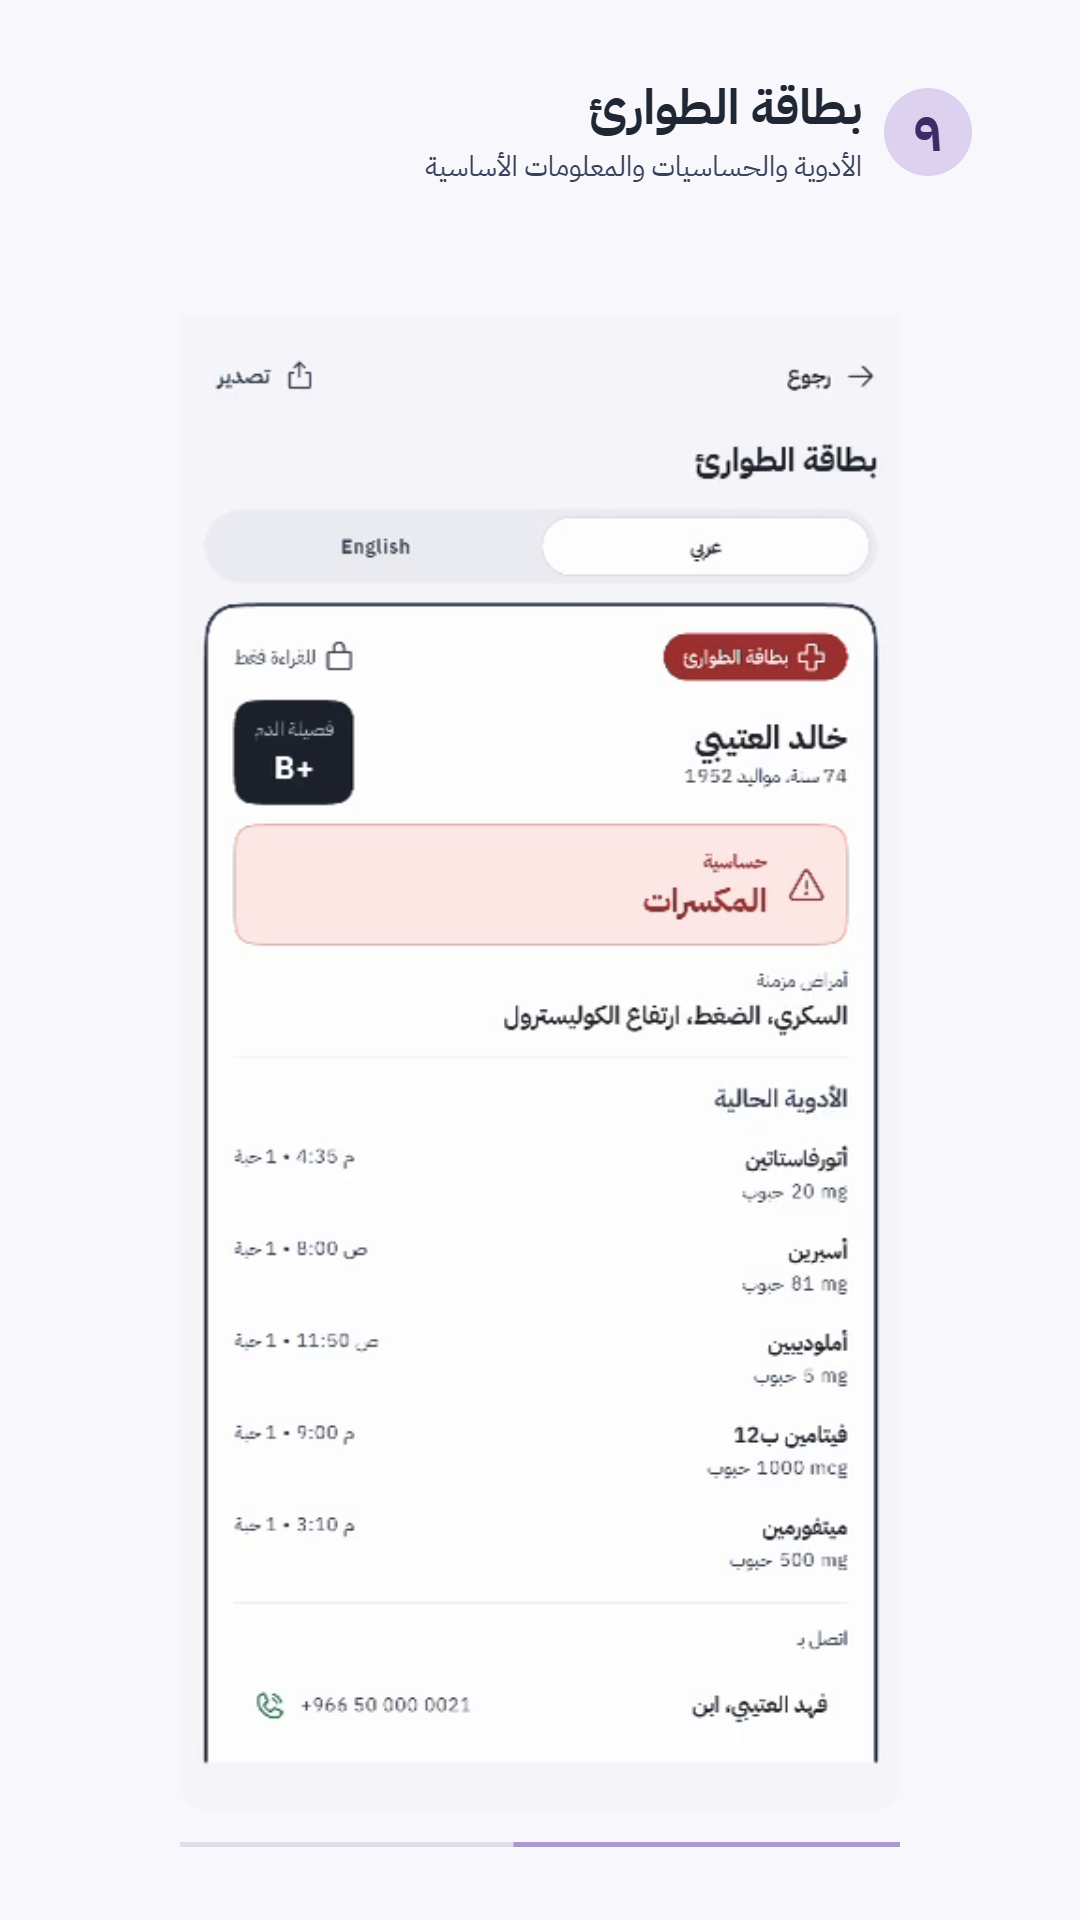 ٩
بطاقة الطوارئ
الأدوية والحساسيات والمعلومات الأساسية
رجوع
تصدير
بطاقة الطوارئ
عربي
English
بطاقة الطوارئ
للقراءة فقط
خالد العتيبي
74 سنة، مواليد 1952
فصيلة الدم
B+
حساسية
المكسرات
أمراض مزمنة
السكري، الضغط، ارتفاع الكوليسترول
الأدوية الحالية
أتورفاستاتين
20 mg حبوب
4:35 م • 1 حبة
أسبرين
81 mg حبوب
8:00 ص • 1 حبة
أملوديبين
5 mg حبوب
11:50 ص • 1 حبة
فيتامين ب12
1000 mcg حبوب
9:00 م • 1 حبة
ميتفورمين
500 mg حبوب
3:10 م • 1 حبة
اتصل بـ
فهد العتيبي، ابن
+966 50 000 0021